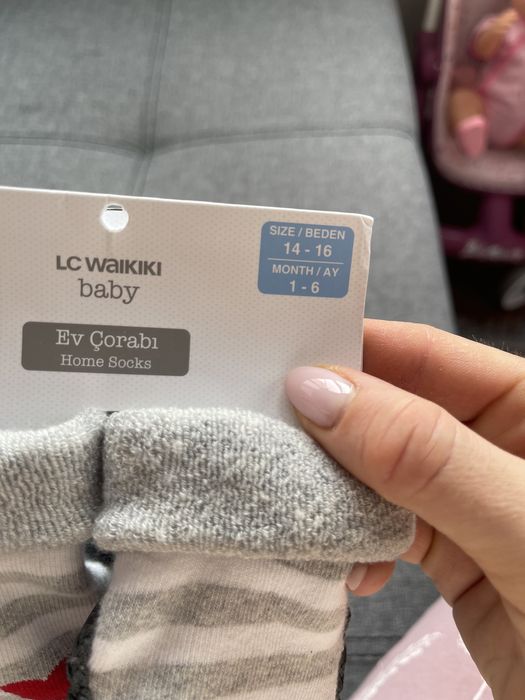 SIZE / BEDEN
14 - 16
MONTH / AY
1 - 6
LC WAIKIKI
baby
Ev Çorabı
Home Socks